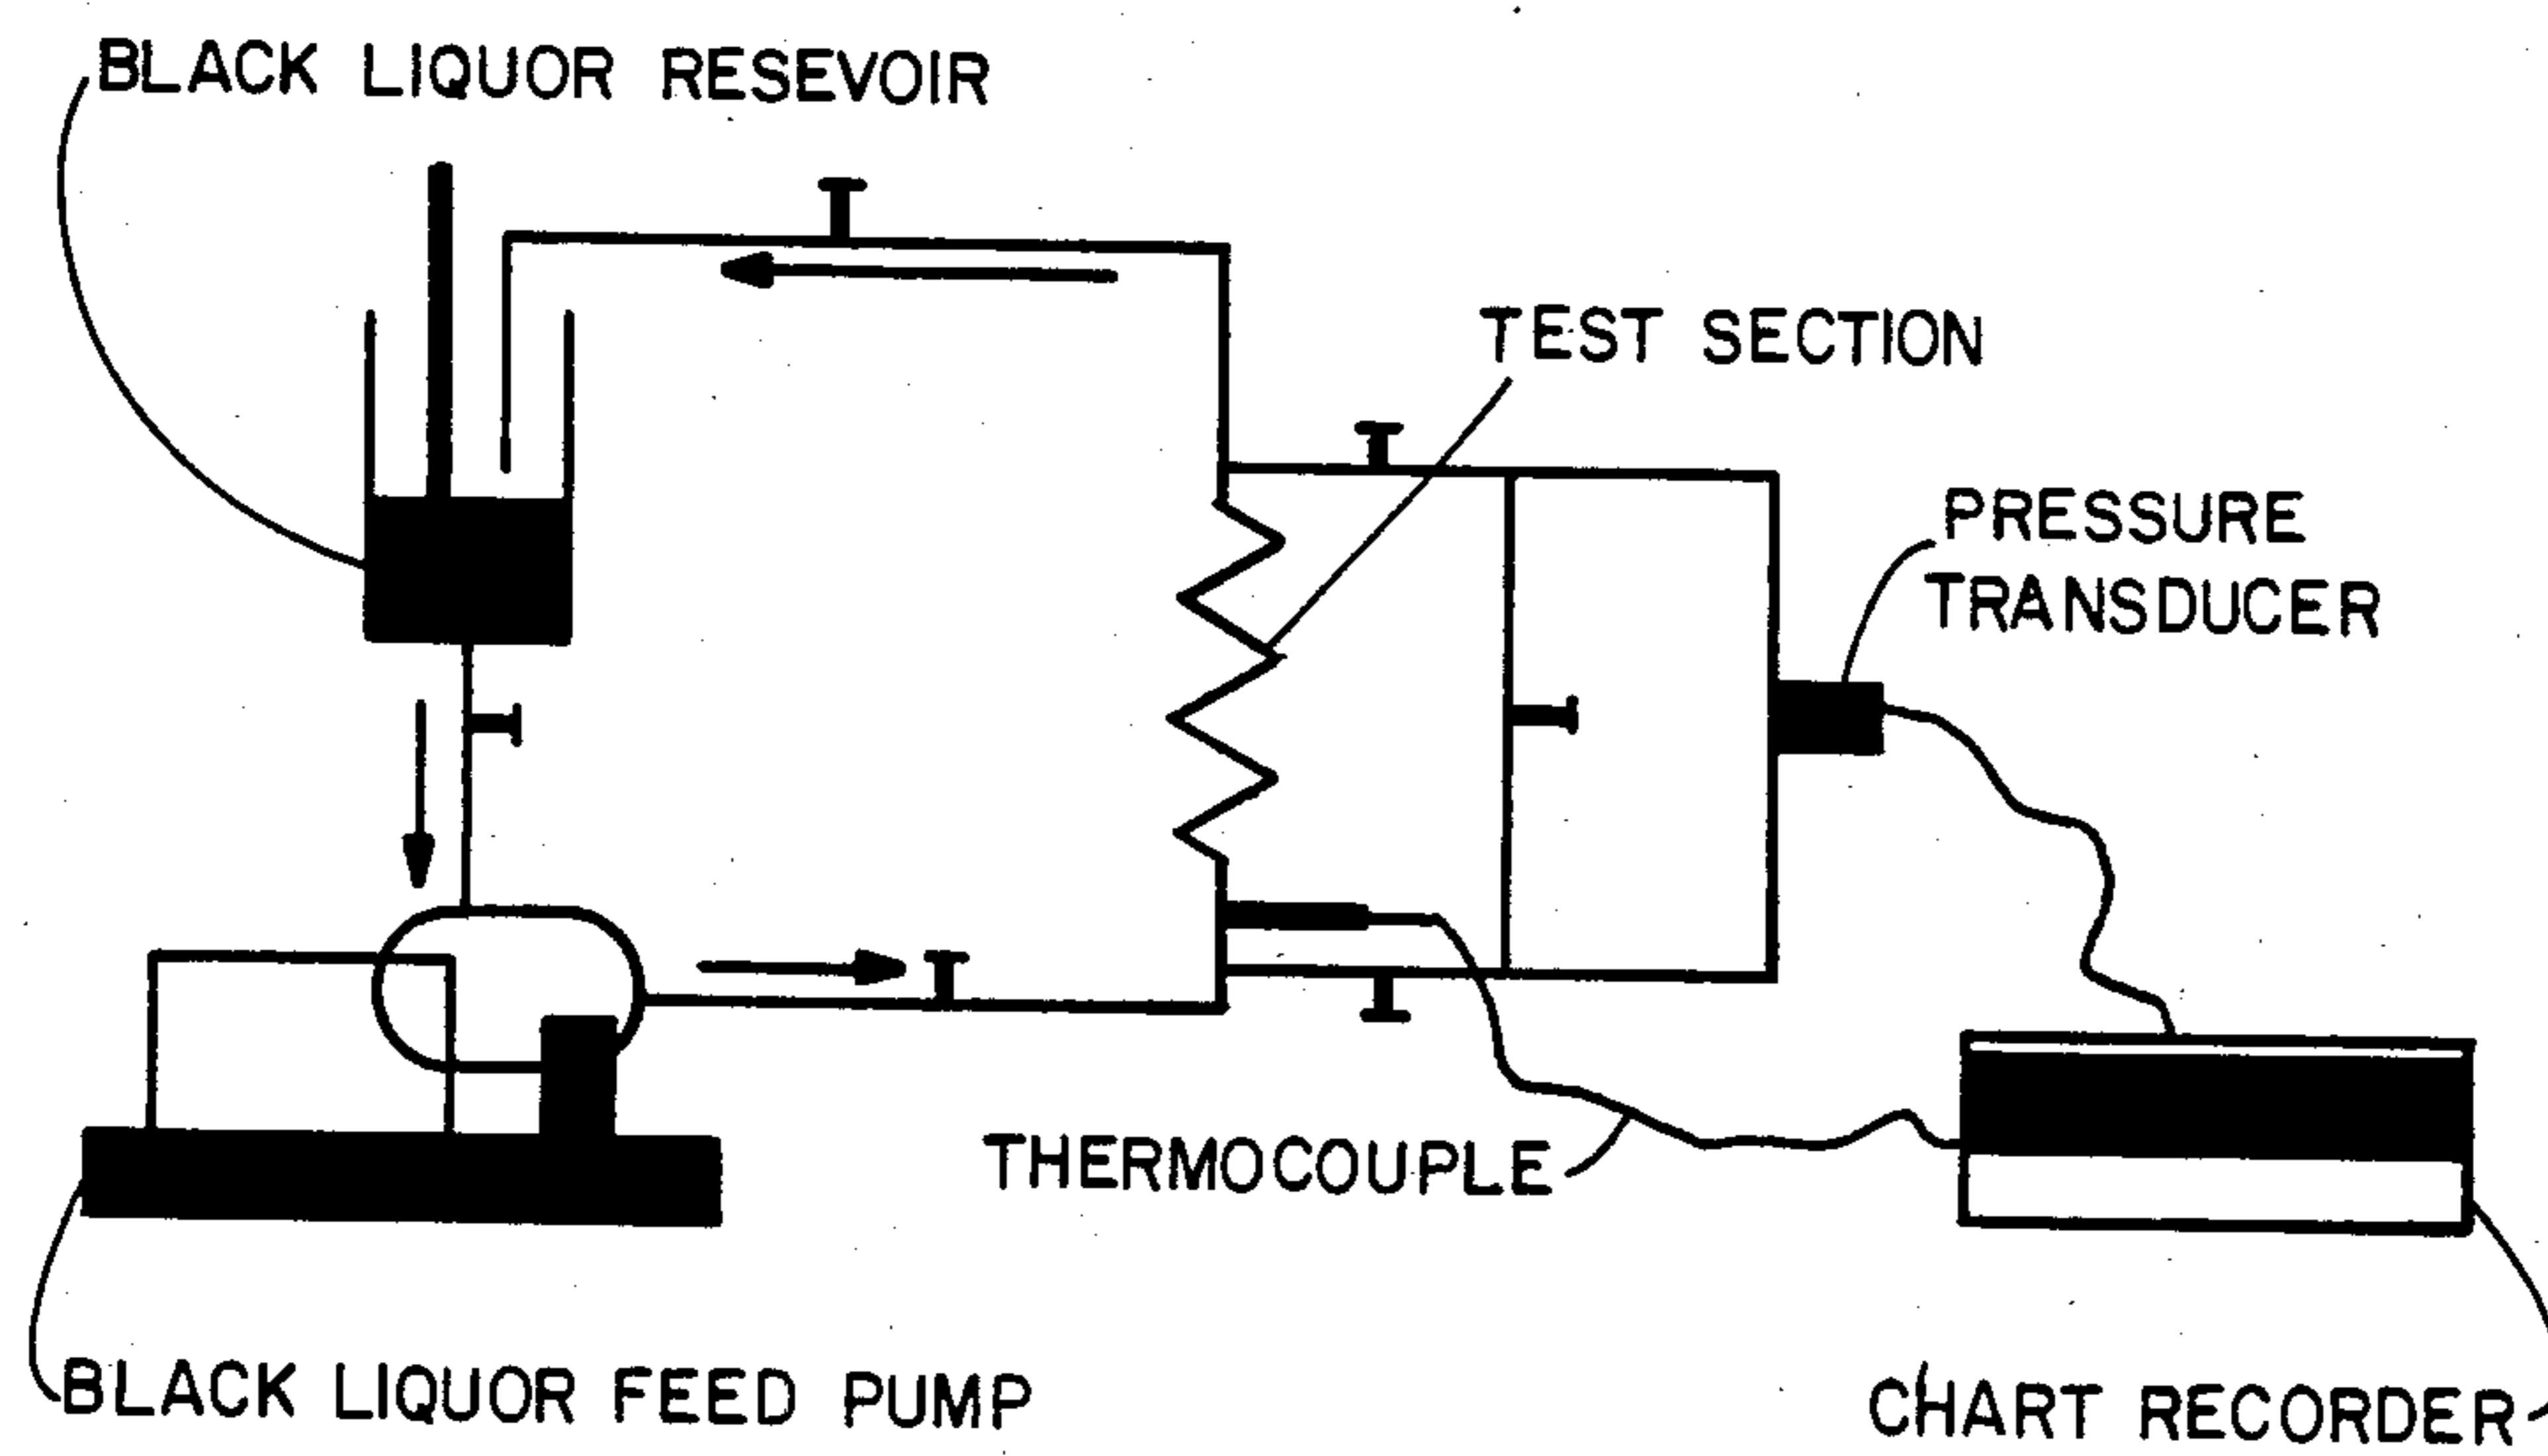 BLACK LIQUOR RESEVOIR
TEST SECTION
PRESSURE
TRANSDUCER
THERMOCOUPLE
BLACK LIQUOR FEED PUMP
CHART RECORDER